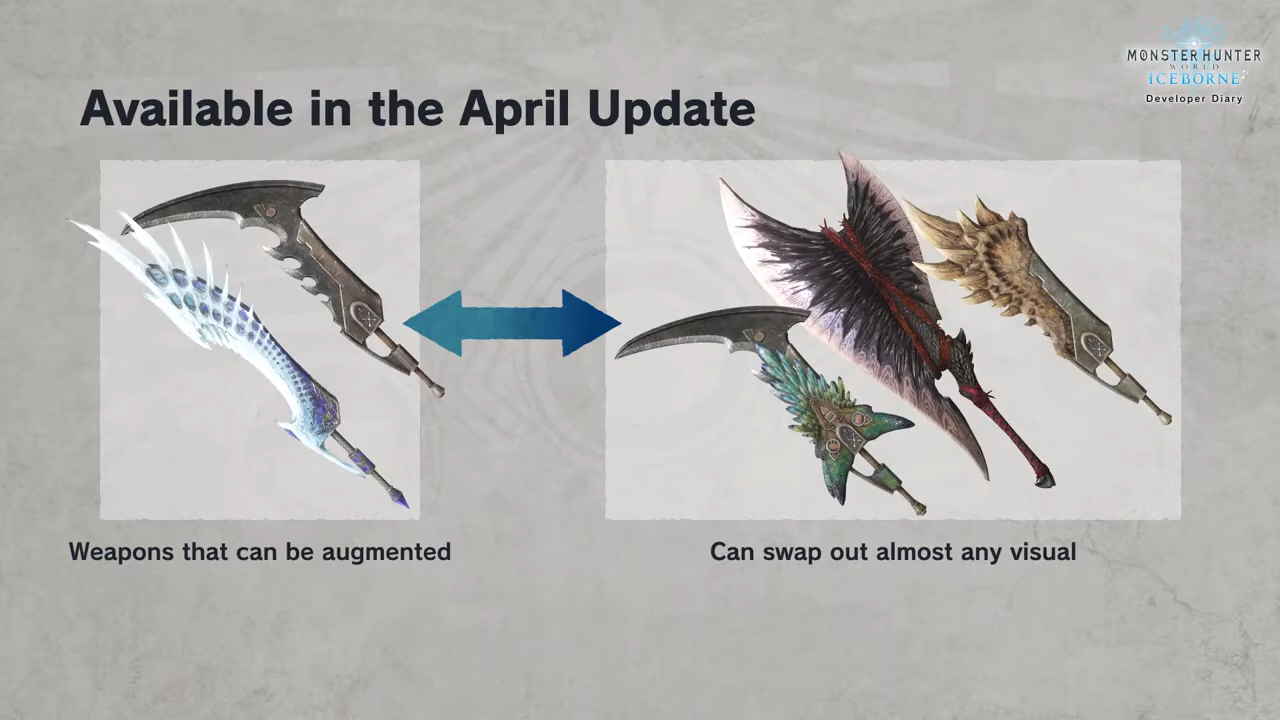 MONSTER HUNTER
WORLD
ICEBORNE
Developer Diary
Available in the April Update
Weapons that can be augmented
Can swap out almost any visual